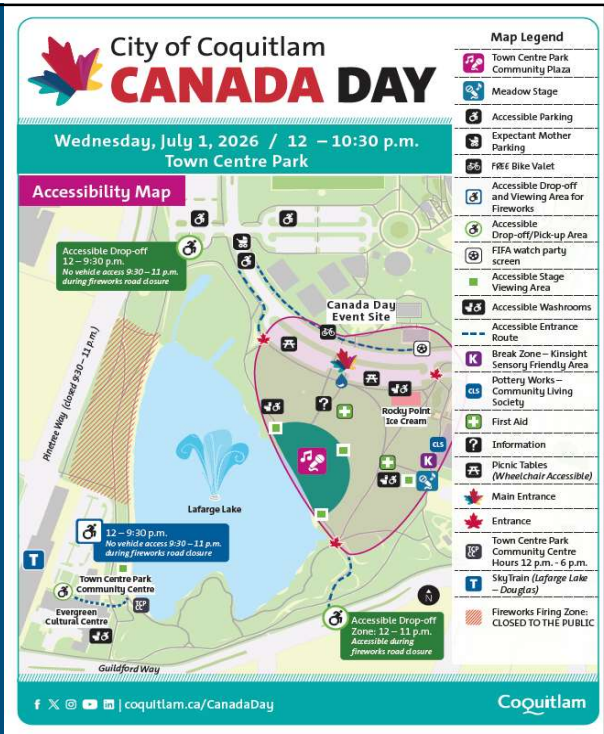 City of Coquitlam
CANADA DAY
Wednesday, July 1, 2026 / 12 – 10:30 p.m.
Town Centre Park
Accessibility Map
Accessible Drop-off
12 – 9:30 p.m.
No vehicle access 9:30 – 11 p.m.
during fireworks road closure
Pinetree Way (closed 9:30 – 11 p.m.)
Canada Day
Event Site
Rocky Point
Ice Cream
CLS
K
?
Lafarge Lake
12 – 9:30 p.m.
No vehicle access 9:30 – 11 p.m.
during fireworks road closure
T
Town Centre Park
Community Centre
TCP
Evergreen
Cultural Centre
N
Accessible Drop-off
Zone: 12 – 11 p.m.
Accessible during
fireworks road closure
Guildford Way
Map Legend
Town Centre Park
Community Plaza
Meadow Stage
Accessible Parking
Expectant Mother
Parking
FREE Bike Valet
Accessible Drop-off
and Viewing Area for
Fireworks
Accessible
Drop-off/Pick-up Area
FIFA watch party
screen
Accessible Stage
Viewing Area
Accessible Washrooms
Accessible Entrance
Route
K Break Zone – Kinsight
Sensory Friendly Area
CLS Pottery Works –
Community Living
Society
First Aid
? Information
Picnic Tables
(Wheelchair Accessible)
Main Entrance
Entrance
TCP Town Centre Park
Community Centre
Hours 12 p.m. - 6 p.m.
T SkyTrain (Lafarge Lake
– Douglas)
Fireworks Firing Zone:
CLOSED TO THE PUBLIC
| coquitlam.ca/CanadaDay
Coquitlam